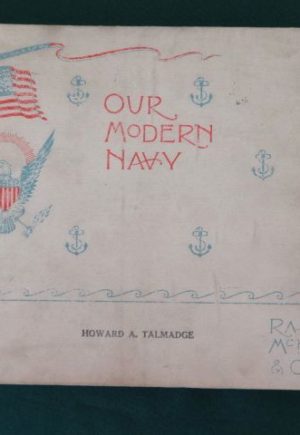 OUR
MODERN
NAVY
HOWARD A. TALMADGE
RA
& C